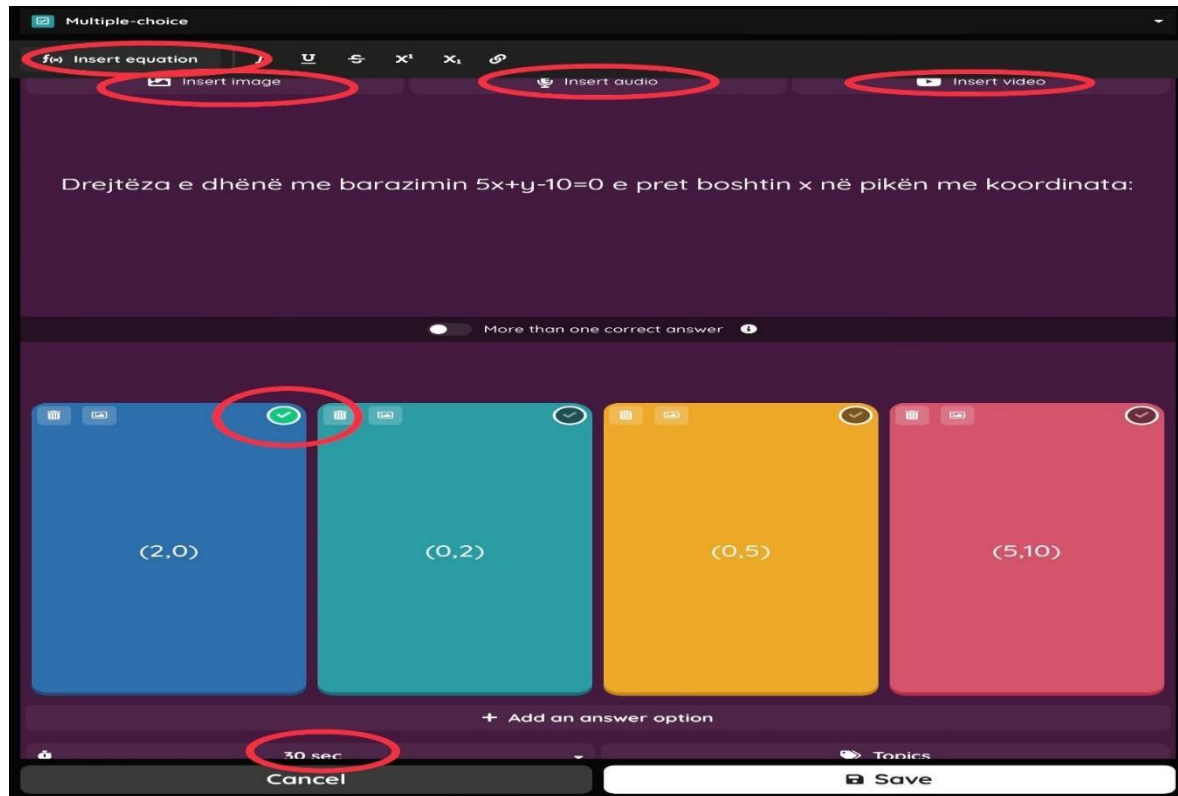 Multiple-choice
f(x) Insert equation I U S X¹ X₁
Insert image Insert audio Insert video
Drejtëza e dhënë me barazimin 5x+y-10=0 e pret boshtin x në pikën me koordinata:
More than one correct answer
(2,0) (0,2) (0,5) (5,10)
+ Add an answer option
30 sec Topics
Cancel Save